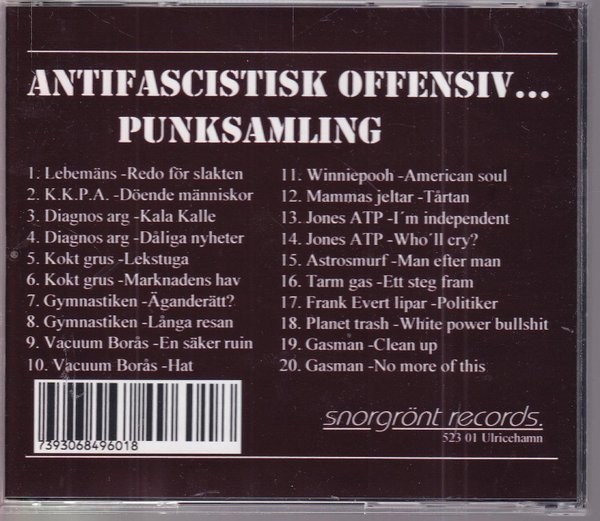 ANTIFASCISTISK OFFENSIV...
PUNKSAMLING
1. Lebemäns -Redo för slakten
2. K.K.P.A. -Döende människor
3. Diagnos arg -Kala Kalle
4. Diagnos arg -Dåliga nyheter
5. Kokt grus -Lekstuga
6. Kokt grus -Marknadens hav
7. Gymnastiken -Äganderätt?
8. Gymnastiken -Långa resan
9. Vacuum Borås -En säker ruin
10. Vacuum Borås -Hat
11. Winniepooh -American soul
12. Mammas jeltar -Tårtan
13. Jones ATP -I´m independent
14. Jones ATP -Who´ll cry?
15. Astrosmurf -Man efter man
16. Tarm gas -Ett steg fram
17. Frank Evert lipar -Politiker
18. Planet trash -White power bullshit
19. Gasman -Clean up
20. Gasman -No more of this
7393068496018
snorgrönt records.
523 01 Ulricehamn